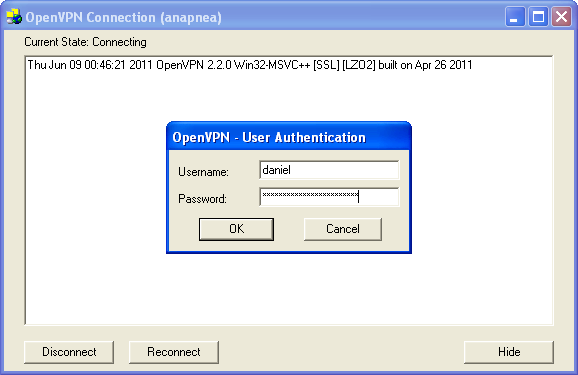 OpenVPN Connection (anapnea)
Current State: Connecting
Thu Jun 09 00:46:21 2011 OpenVPN 2.2.0 Win32-MSVC++ [SSL] [LZO2] built on Apr 26 2011
OpenVPN - User Authentication
Username: daniel
Password: ************************
OK Cancel
Disconnect Reconnect Hide